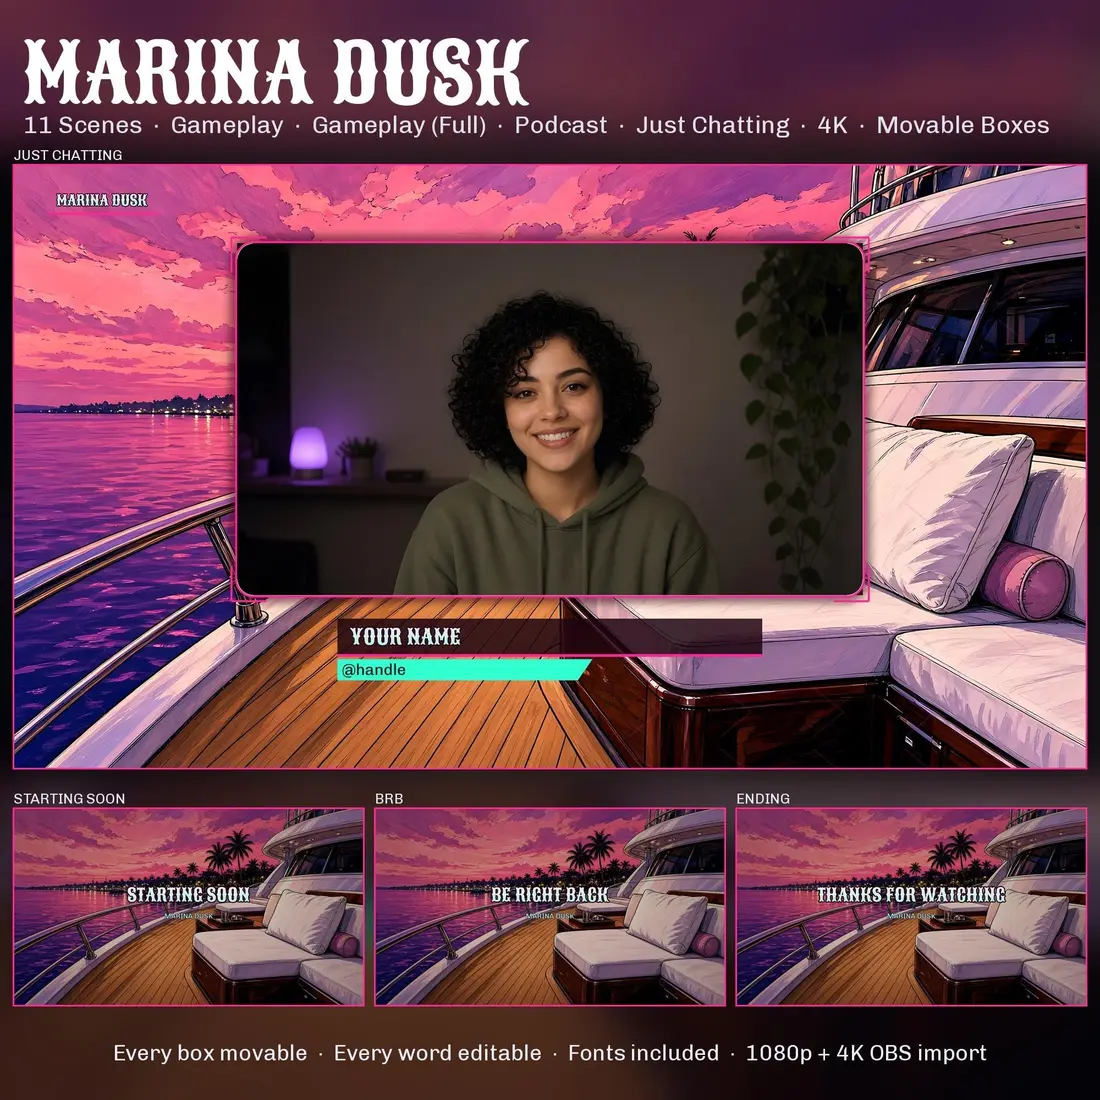 MARINA DUSK
11 Scenes · Gameplay · Gameplay (Full) · Podcast · Just Chatting · 4K · Movable Boxes
JUST CHATTING
MARINA DUSK
YOUR NAME
@handle
STARTING SOON
BRB
ENDING
STARTING SOON
MARINA DUSK
BE RIGHT BACK
MARINA DUSK
THANKS FOR WATCHING
MARINA DUSK
Every box movable · Every word editable · Fonts included · 1080p + 4K OBS import